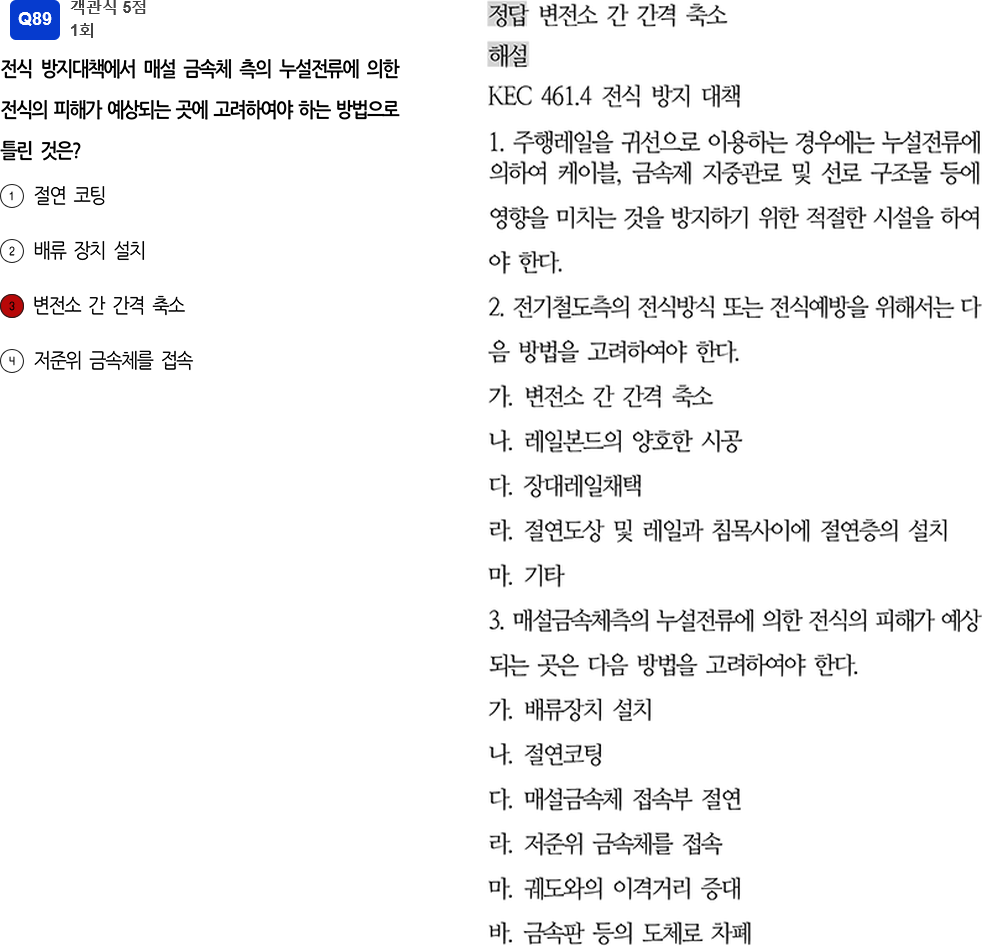 Q89
객관식 5점
1회
전식 방지대책에서 매설 금속체 측의 누설전류에 의한
전식의 피해가 예상되는 곳에 고려하여야 하는 방법으로
틀린 것은?
1 절연 코팅
2 배류 장치 설치
3 변전소 간 간격 축소
4 저준위 금속체를 접속
정답 변전소 간 간격 축소
해설
KEC 461.4 전식 방지 대책
1. 주행레일을 귀선으로 이용하는 경우에는 누설전류에
의하여 케이블, 금속제 지중관로 및 선로 구조물 등에
영향을 미치는 것을 방지하기 위한 적절한 시설을 하여
야 한다.
2. 전기철도측의 전식방식 또는 전식예방을 위해서는 다
음 방법을 고려하여야 한다.
가. 변전소 간 간격 축소
나. 레일본드의 양호한 시공
다. 장대레일채택
라. 절연도상 및 레일과 침목사이에 절연층의 설치
마. 기타
3. 매설금속체측의 누설전류에 의한 전식의 피해가 예상
되는 곳은 다음 방법을 고려하여야 한다.
가. 배류장치 설치
나. 절연코팅
다. 매설금속체 접속부 절연
라. 저준위 금속체를 접속
마. 궤도와의 이격거리 증대
바. 금속판 등의 도체로 차폐